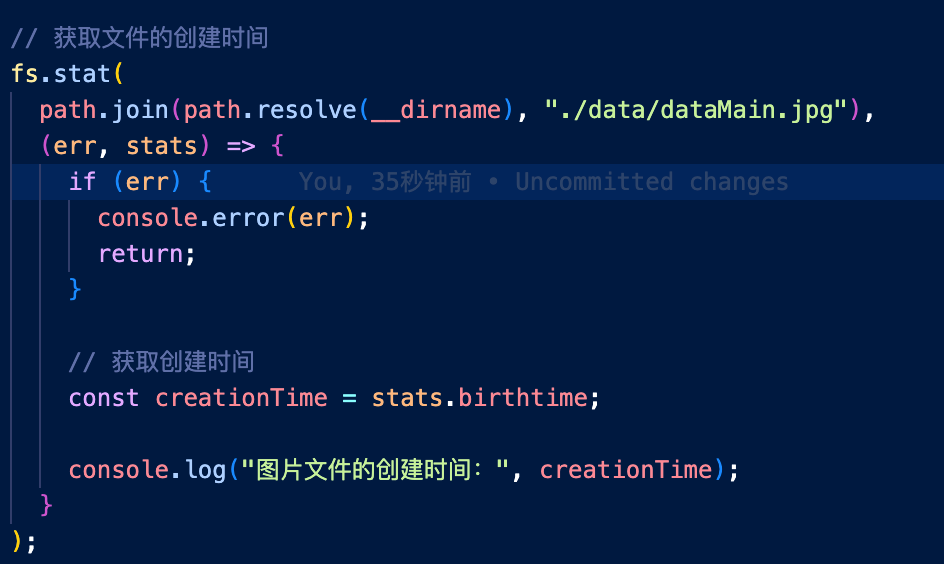 // 获取文件的创建时间
fs.stat(
  path.join(path.resolve(__dirname), "./data/dataMain.jpg"),
  (err, stats) => {
    if (err) {      You, 35秒钟前 • Uncommitted changes
      console.error(err);
      return;
    }

    // 获取创建时间
    const creationTime = stats.birthtime;

    console.log("图片文件的创建时间：", creationTime);
  }
);